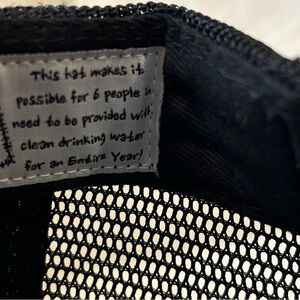 This hat makes it
possible for 6 people in
need to be provided with
clean drinking water
for an Entire Year!